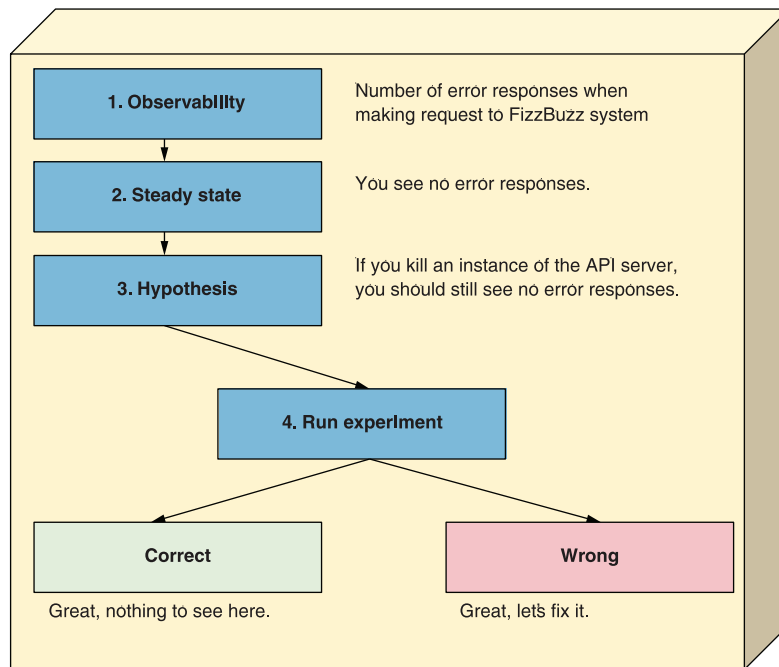 1. Observability
Number of error responses when
making request to FizzBuzz system
2. Steady state
You see no error responses.
3. Hypothesis
If you kill an instance of the API server,
you should still see no error responses.
4. Run experiment
Correct
Wrong
Great, nothing to see here.
Great, let's fix it.